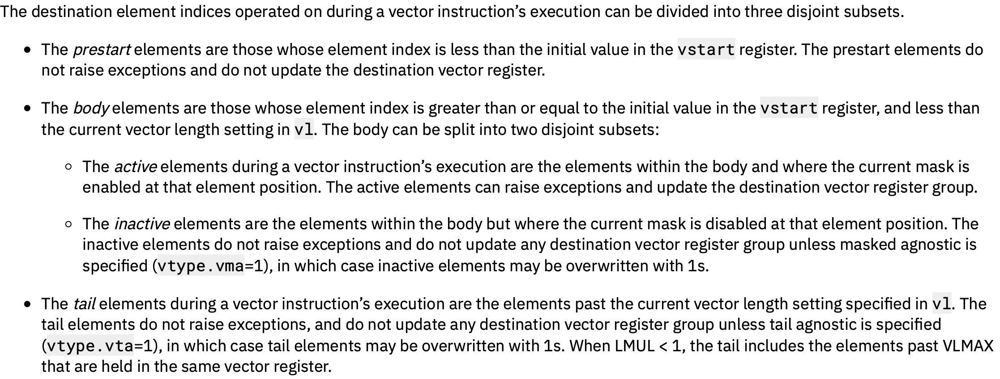 The destination element indices operated on during a vector instruction’s execution can be divided into three disjoint subsets.
• The prestart elements are those whose element index is less than the initial value in the vstart register. The prestart elements do
not raise exceptions and do not update the destination vector register.
• The body elements are those whose element index is greater than or equal to the initial value in the vstart register, and less than
the current vector length setting in vl. The body can be split into two disjoint subsets:
◦ The active elements during a vector instruction’s execution are the elements within the body and where the current mask is
enabled at that element position. The active elements can raise exceptions and update the destination vector register group.
◦ The inactive elements are the elements within the body but where the current mask is disabled at that element position. The
inactive elements do not raise exceptions and do not update any destination vector register group unless masked agnostic is
specified (vtype.vma=1), in which case inactive elements may be overwritten with 1s.
• The tail elements during a vector instruction’s execution are the elements past the current vector length setting specified in vl. The
tail elements do not raise exceptions, and do not update any destination vector register group unless tail agnostic is specified
(vtype.vta=1), in which case tail elements may be overwritten with 1s. When LMUL < 1, the tail includes the elements past VLMAX
that are held in the same vector register.